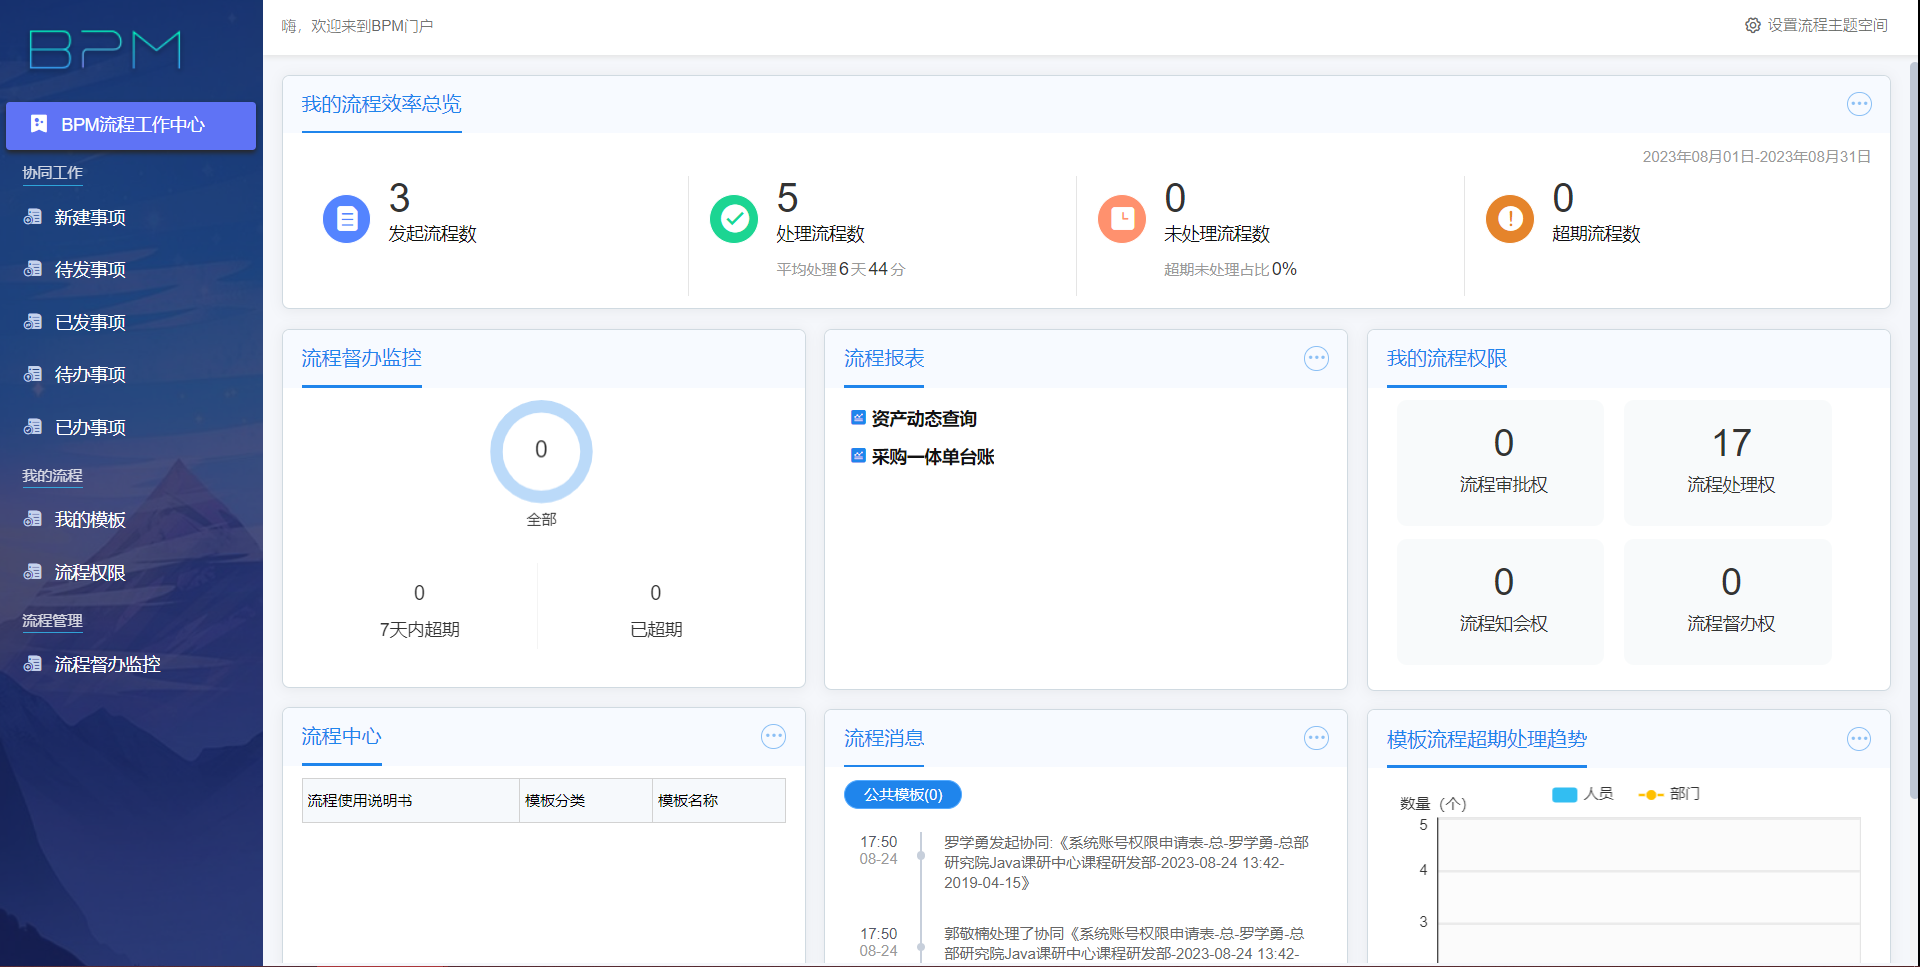 BPM
嗨，欢迎来到BPM门户
设置流程主题空间
BPM流程工作中心
协同工作
新建事项
待发事项
已发事项
待办事项
已办事项
我的流程
我的模板
流程权限
流程管理
流程督办监控
我的流程效率总览
2023年08月01日-2023年08月31日
3
发起流程数
5
处理流程数
平均处理6天44分
0
未处理流程数
超期未处理占比0%
0
超期流程数
流程督办监控
0
全部
0
7天内超期
0
已超期
流程报表
资产动态查询
采购一体单台账
我的流程权限
0
流程审批权
17
流程处理权
0
流程知会权
0
流程督办权
流程中心
流程使用说明书 模板分类 模板名称
流程消息
公共模板(0)
17:50
08-24
罗学勇发起协同:《系统账号权限申请表-总-罗学勇-总部
研究院Java课研中心课程研发部-2023-08-24 13:42-
2019-04-15》
17:50
08-24
郭敬楠处理了协同《系统账号权限申请表-总-罗学勇-总
部研究院Java课研中心课程研发部-2023-08-24 13:42-
模板流程超期处理趋势
人员 部门
数量（个）
5
4
3